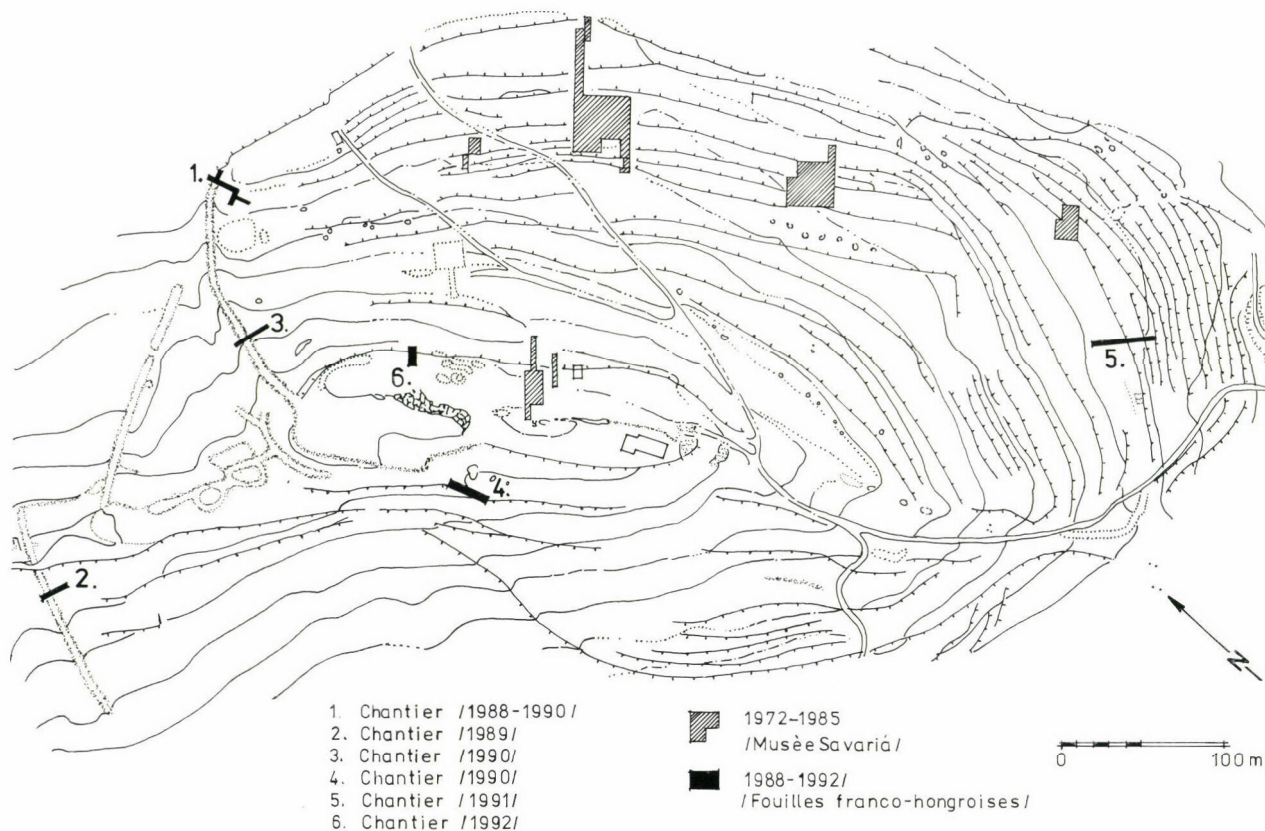 1.
3.
6.
5.
4.
2.
N
1. Chantier /1988-1990/
2. Chantier /1989/
3. Chantier /1990/
4. Chantier /1990/
5. Chantier /1991/
6. Chantier /1992/
1972-1985
/Musèe Savariá/
1988-1992/
/Fouilles franco-hongroises/
0 100 m